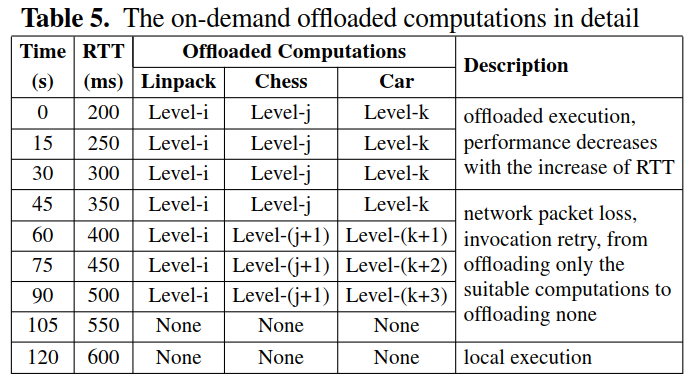 Table 5. The on-demand offloaded computations in detail
Time RTT Offloaded Computations Description
(s) (ms) Linpack Chess Car
0 200 Level-i Level-j Level-k offloaded execution,
15 250 Level-i Level-j Level-k performance decreases
30 300 Level-i Level-j Level-k with the increase of RTT
45 350 Level-i Level-j Level-k network packet loss,
60 400 Level-i Level-(j+1) Level-(k+1) invocation retry, from
75 450 Level-i Level-(j+1) Level-(k+2) offloading only the
90 500 Level-i Level-(j+1) Level-(k+3) suitable computations to
105 550 None None None offloading none
120 600 None None None local execution